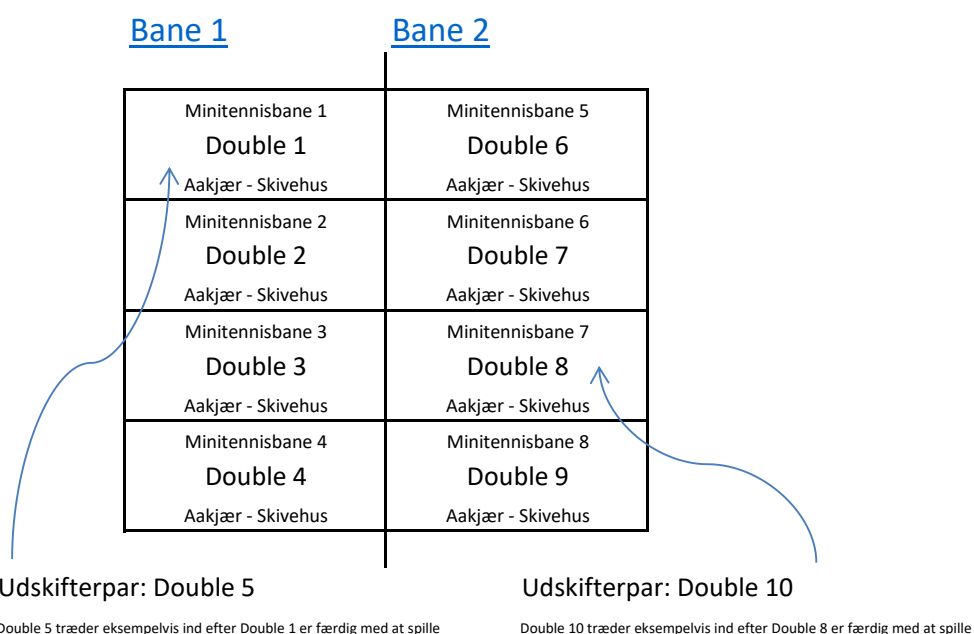 Bane 1
Bane 2
Minitennisbane 1
Double 1
Aakjær - Skivehus
Minitennisbane 5
Double 6
Aakjær - Skivehus
Minitennisbane 2
Double 2
Aakjær - Skivehus
Minitennisbane 6
Double 7
Aakjær - Skivehus
Minitennisbane 3
Double 3
Aakjær - Skivehus
Minitennisbane 7
Double 8
Aakjær - Skivehus
Minitennisbane 4
Double 4
Aakjær - Skivehus
Minitennisbane 8
Double 9
Aakjær - Skivehus
Udskifterpar: Double 5
Double 5 træder eksempelvis ind efter Double 1 er færdig med at spille
Udskifterpar: Double 10
Double 10 træder eksempelvis ind efter Double 8 er færdig med at spille